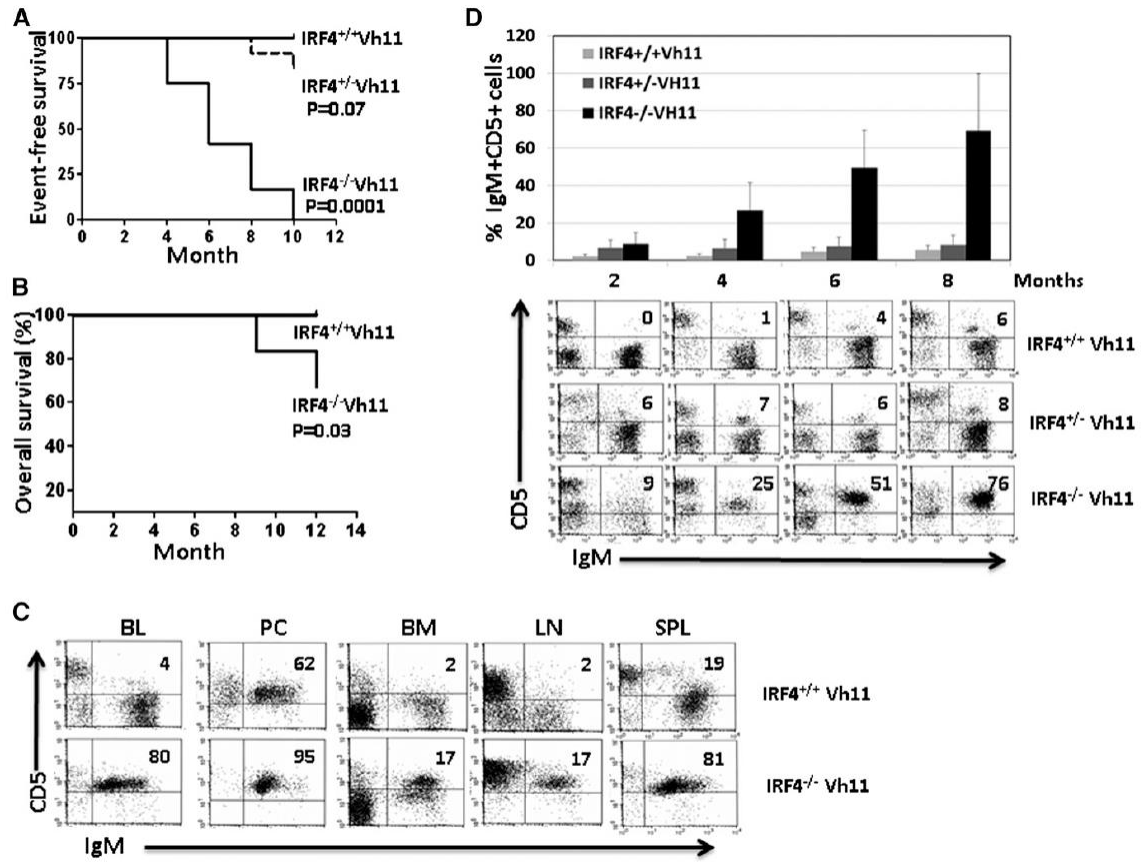 A
Event-free survival
100
75
50
25
0
0 2 4 6 8 10 12
Month
IRF4+/+Vh11
IRF4+/-Vh11
P=0.07
IRF4-/-Vh11
P=0.0001
B
Overall survival (%)
100
80
60
40
20
0 2 4 6 8 10 12 14
Month
IRF4+/+Vh11
IRF4-/-Vh11
P=0.03
D
% IgM+CD5+ cells
120
100
80
60
40
20
0
IRF4+/+Vh11
IRF4+/-VH11
IRF4-/-VH11
2 4 6 8 Months
0 1 4 6 IRF4+/+ Vh11
6 7 6 8 IRF4+/- Vh11
9 25 51 76 IRF4-/- Vh11
CD5
IgM
C
BL PC BM LN SPL
4 62 2 2 19 IRF4+/+ Vh11
80 95 17 17 81 IRF4-/- Vh11
CD5
IgM